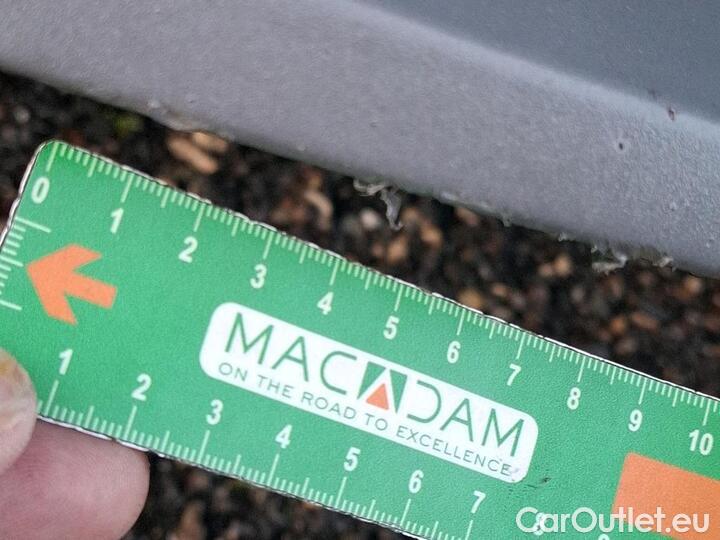 0 1 2 3 4 5 6 7 8 9 10
MACADAM
ON THE ROAD TO EXCELLENCE
1 2 3 4 5 6 7 8
CarOutlet.eu